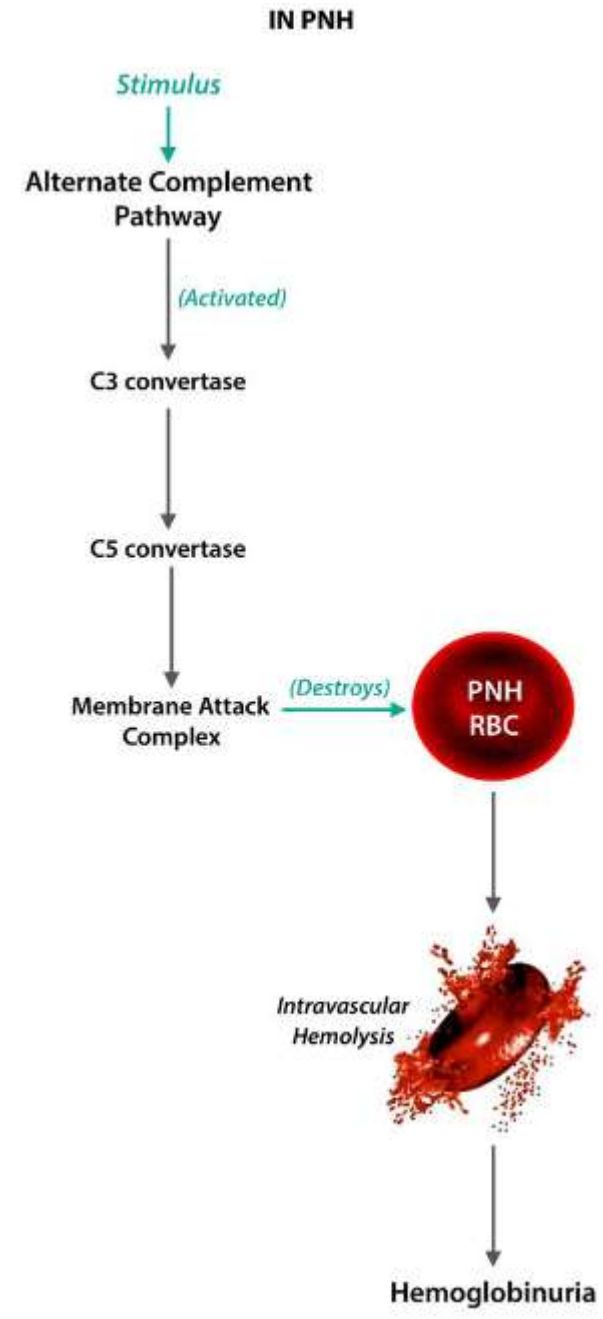 IN PNH
Stimulus
Alternate Complement
Pathway
(Activated)
C3 convertase
C5 convertase
Membrane Attack
Complex
(Destroys)
PNH
RBC
Intravascular
Hemolysis
Hemoglobinuria